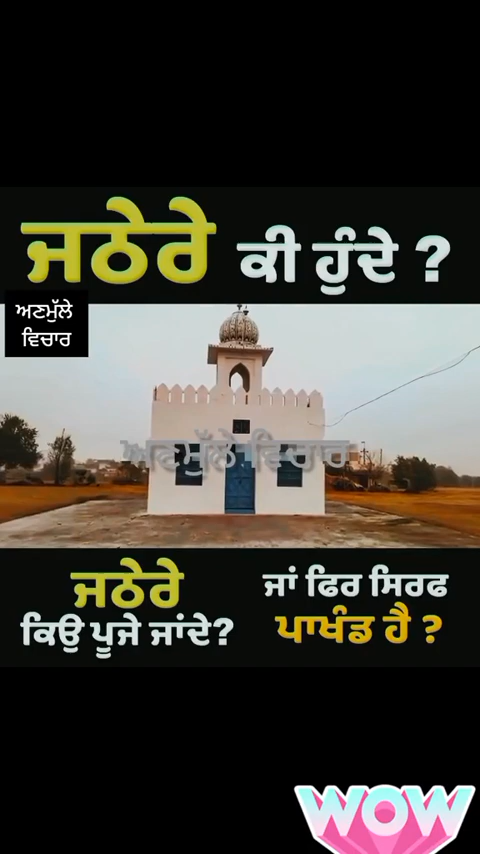 ਜਠੇਰੇ ਕੀ ਹੁੰਦੇ ?
ਅਣਮੁੱਲੇ
ਵਿਚਾਰ
ਅਣਮੁੱਲੇ ਵਿਚਾਰ
ਜਠੇਰੇ
ਕਿਉ ਪੂਜੇ ਜਾਂਦੇ?
ਜਾਂ ਫਿਰ ਸਿਰਫ
ਪਾਖੰਡ ਹੈ ?
WOW